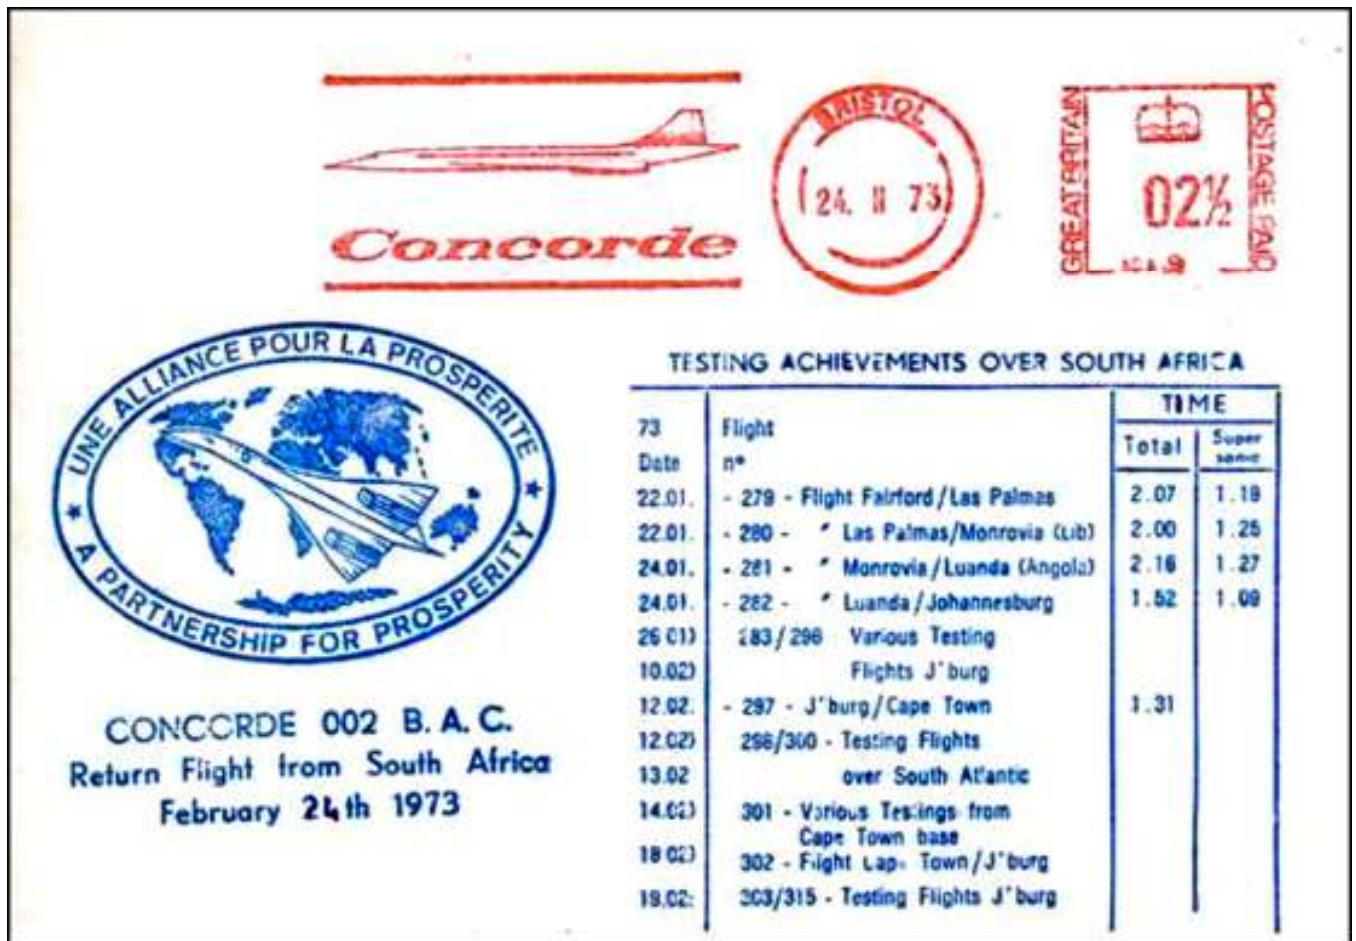 BRISTOL
24. II 73
GREAT BRITAIN
02½
POSTAGE PAID
Concorde
UNE ALLIANCE POUR LA PROSPERITE
A PARTNERSHIP FOR PROSPERITY
CONCORDE 002 B.A.C.
Return Flight from South Africa
February 24th 1973
TESTING ACHIEVEMENTS OVER SOUTH AFRICA
TIME
73 Flight Total Super
Date n° sonic
22.01. - 279 - Flight Fairford/Las Palmas 2.07 1.19
22.01. - 280 - " Las Palmas/Monrovia (Lib) 2.00 1.25
24.01. - 281 - " Monrovia/Luanda (Angola) 2.16 1.27
24.01. - 282 - " Luanda/Johannesburg 1.52 1.09
26 01) 283/296 Various Testing
10.02) Flights J'burg
12.02. - 297 - J'burg/Cape Town 1.31
12.02) 298/300 - Testing Flights
13.02 over South Atlantic
14.02) 301 - Various Testings from
Cape Town base
18 02) 302 - Flight Cape Town/J'burg
19.02: 303/315 - Testing Flights J'burg